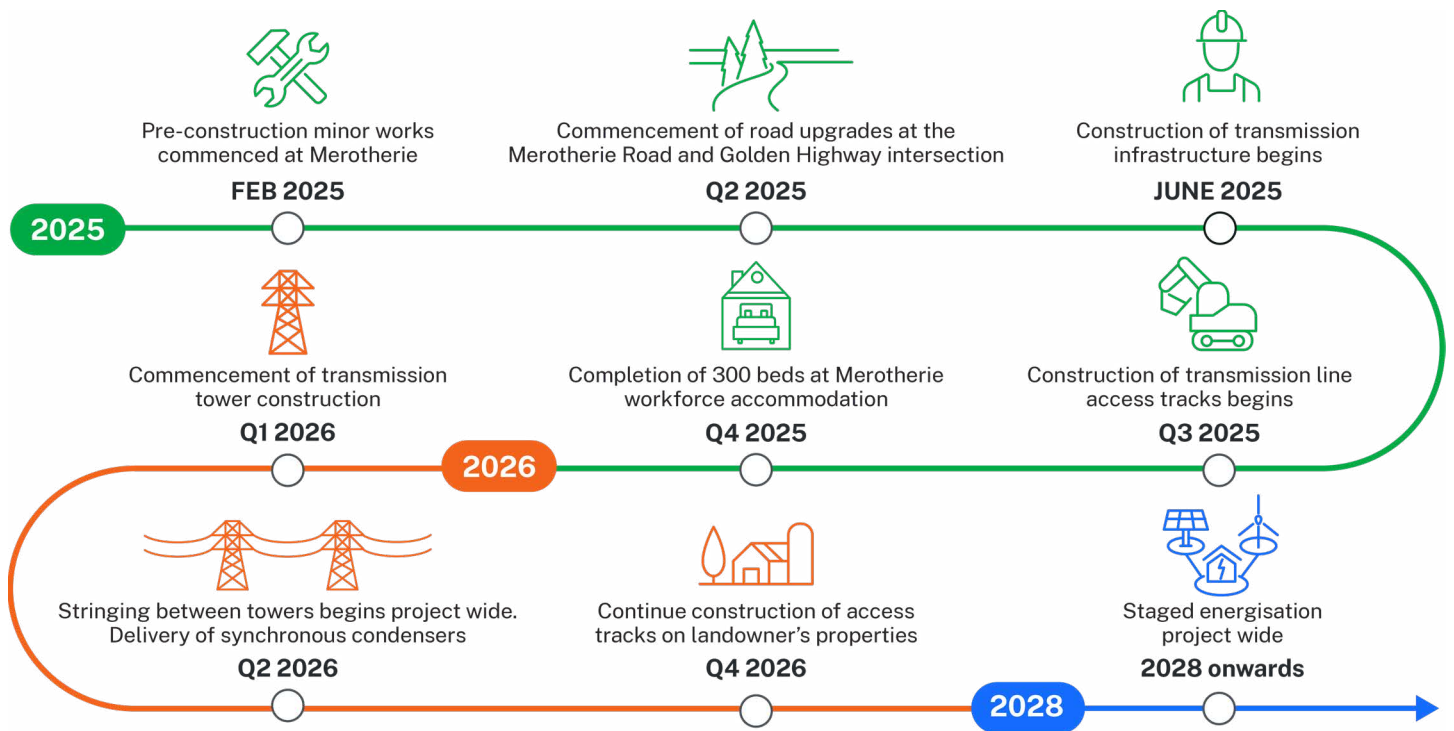 Pre-construction minor works
commenced at Merotherie
FEB 2025
Commencement of road upgrades at the
Merotherie Road and Golden Highway intersection
Q2 2025
Construction of transmission
infrastructure begins
JUNE 2025
2025
Construction of transmission line
access tracks begins
Q3 2025
Completion of 300 beds at Merotherie
workforce accommodation
Q4 2025
2026
Commencement of transmission
tower construction
Q1 2026
Stringing between towers begins project wide.
Delivery of synchronous condensers
Q2 2026
Continue construction of access
tracks on landowner's properties
Q4 2026
2028
Staged energisation
project wide
2028 onwards